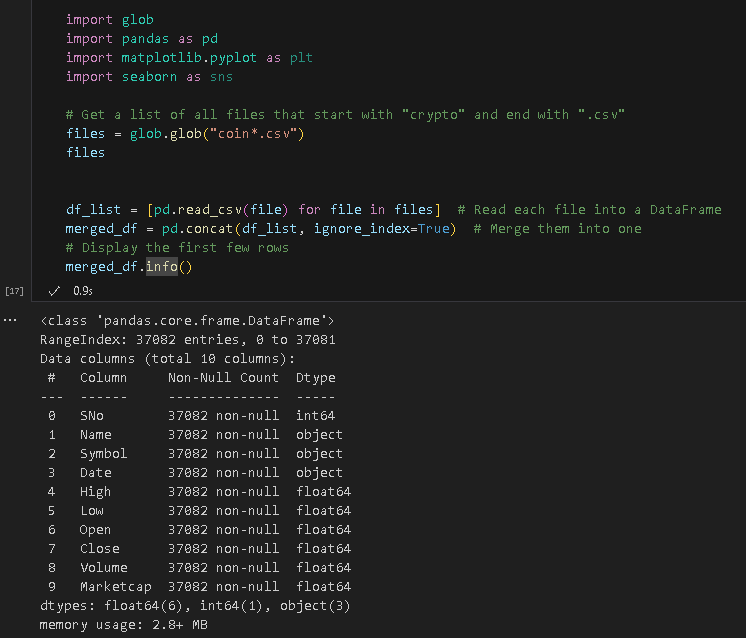 import glob
import pandas as pd
import matplotlib.pyplot as plt
import seaborn as sns
# Get a list of all files that start with "crypto" and end with ".csv"
files = glob.glob("coin*.csv")
files
df_list = [pd.read_csv(file) for file in files]  # Read each file into a DataFrame
merged_df = pd.concat(df_list, ignore_index=True)  # Merge them into one
# Display the first few rows
merged_df.info()
[17] ✓ 0.9s
... <class 'pandas.core.frame.DataFrame'>
RangeIndex: 37082 entries, 0 to 37081
Data columns (total 10 columns):
 #   Column     Non-Null Count  Dtype
---  ------     --------------  -----
 0   SNo        37082 non-null  int64
 1   Name       37082 non-null  object
 2   Symbol     37082 non-null  object
 3   Date       37082 non-null  object
 4   High       37082 non-null  float64
 5   Low        37082 non-null  float64
 6   Open       37082 non-null  float64
 7   Close      37082 non-null  float64
 8   Volume     37082 non-null  float64
 9   Marketcap  37082 non-null  float64
dtypes: float64(6), int64(1), object(3)
memory usage: 2.8+ MB